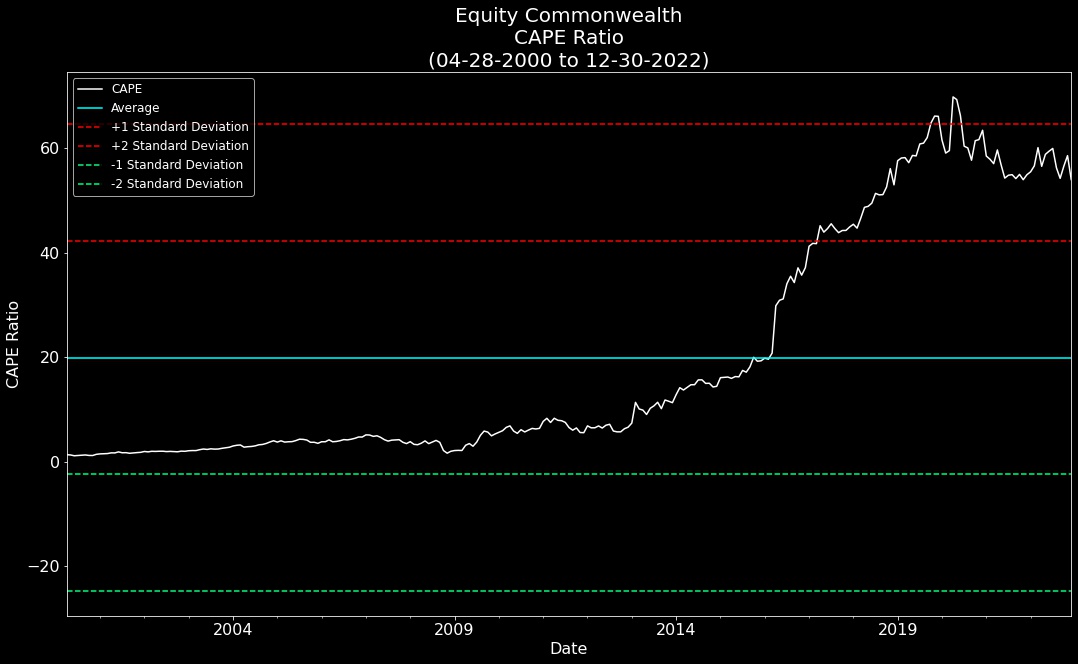 Equity Commonwealth
CAPE Ratio
(04-28-2000 to 12-30-2022)
CAPE
Average
+1 Standard Deviation
+2 Standard Deviation
-1 Standard Deviation
-2 Standard Deviation
60
40
20
0
−20
CAPE Ratio
2004
2009
2014
2019
Date